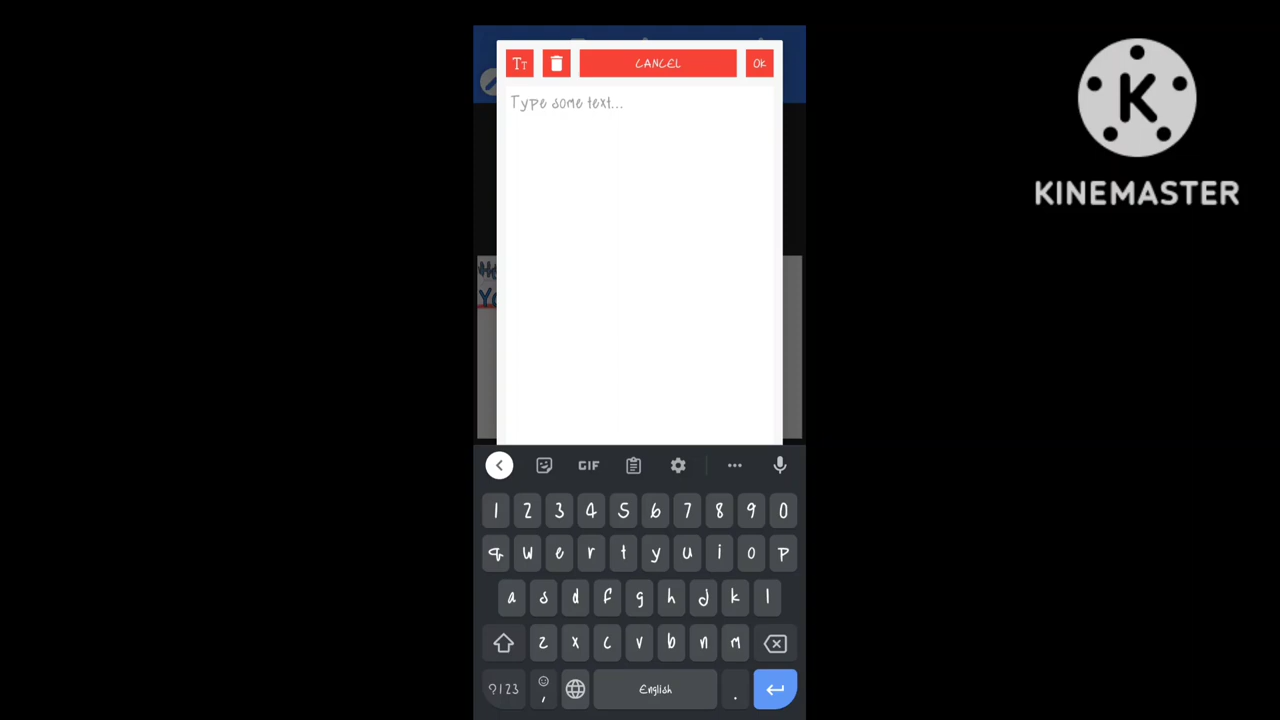 Tт CANCEL OK
Type some text...
K
KINEMASTER
GIF
1 2 3 4 5 6 7 8 9 0
q w e r t y u i o p
a s d f g h j k l
z x c v b n m
?123 , English .